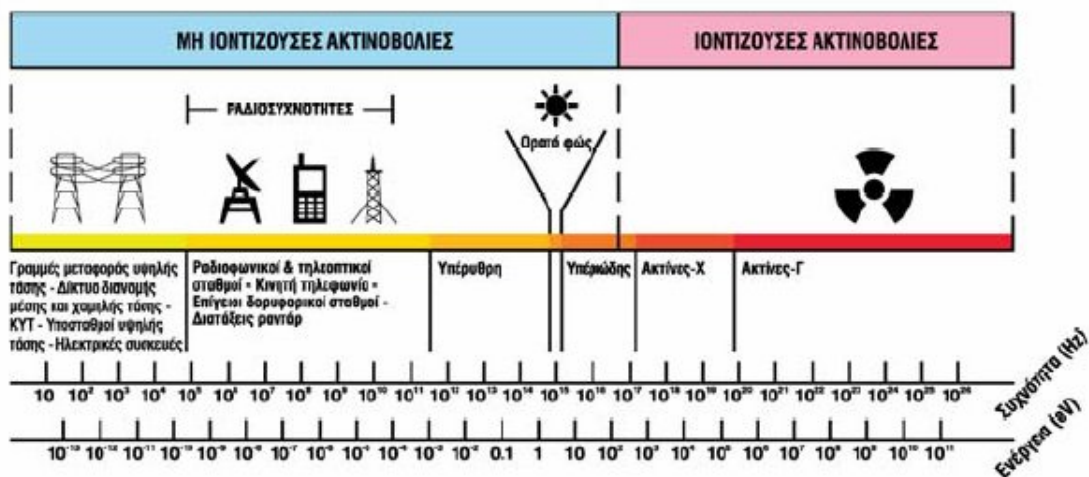 ΜΗ ΙΟΝΤΙΖΟΥΣΕΣ ΑΚΤΙΝΟΒΟΛΙΕΣ
ΙΟΝΤΙΖΟΥΣΕΣ ΑΚΤΙΝΟΒΟΛΙΕΣ
ΡΑΔΙΟΣΥΧΝΟΤΗΤΕΣ
Ορατό φώς
Γραμμές μεταφοράς υψηλής
τάσης - Δίκτυο διανομής
μέσης και χαμηλής τάσης -
ΚΥΤ - Υποσταθμοί υψηλής
τάσης - Ηλεκτρικές συσκευές
Ραδιοφωνικοί & τηλεοπτικοί
σταθμοί - Κινητή τηλεφωνία -
Επίγειοι δορυφορικοί σταθμοί -
Διατάξεις ραντάρ
Υπέρυθρη
Υπέριώδης
Ακτίνες-Χ
Ακτίνες-Γ
10 10² 10³ 10⁴ 10⁵ 10⁶ 10⁷ 10⁸ 10⁹ 10¹⁰ 10¹¹ 10¹² 10¹³ 10¹⁴ 10¹⁵ 10¹⁶ 10¹⁷ 10¹⁸ 10¹⁹ 10²⁰ 10²¹ 10²² 10²³ 10²⁴ 10²⁵ 10²⁶
Συχνότητα (Hz)
10⁻¹³ 10⁻¹² 10⁻¹¹ 10⁻¹⁰ 10⁻⁹ 10⁻⁸ 10⁻⁷ 10⁻⁶ 10⁻⁵ 10⁻⁴ 10⁻³ 10⁻² 0.1 1 10 10² 10³ 10⁴ 10⁵ 10⁶ 10⁷ 10⁸ 10⁹ 10¹⁰ 10¹¹
Ενέργεια (eV)